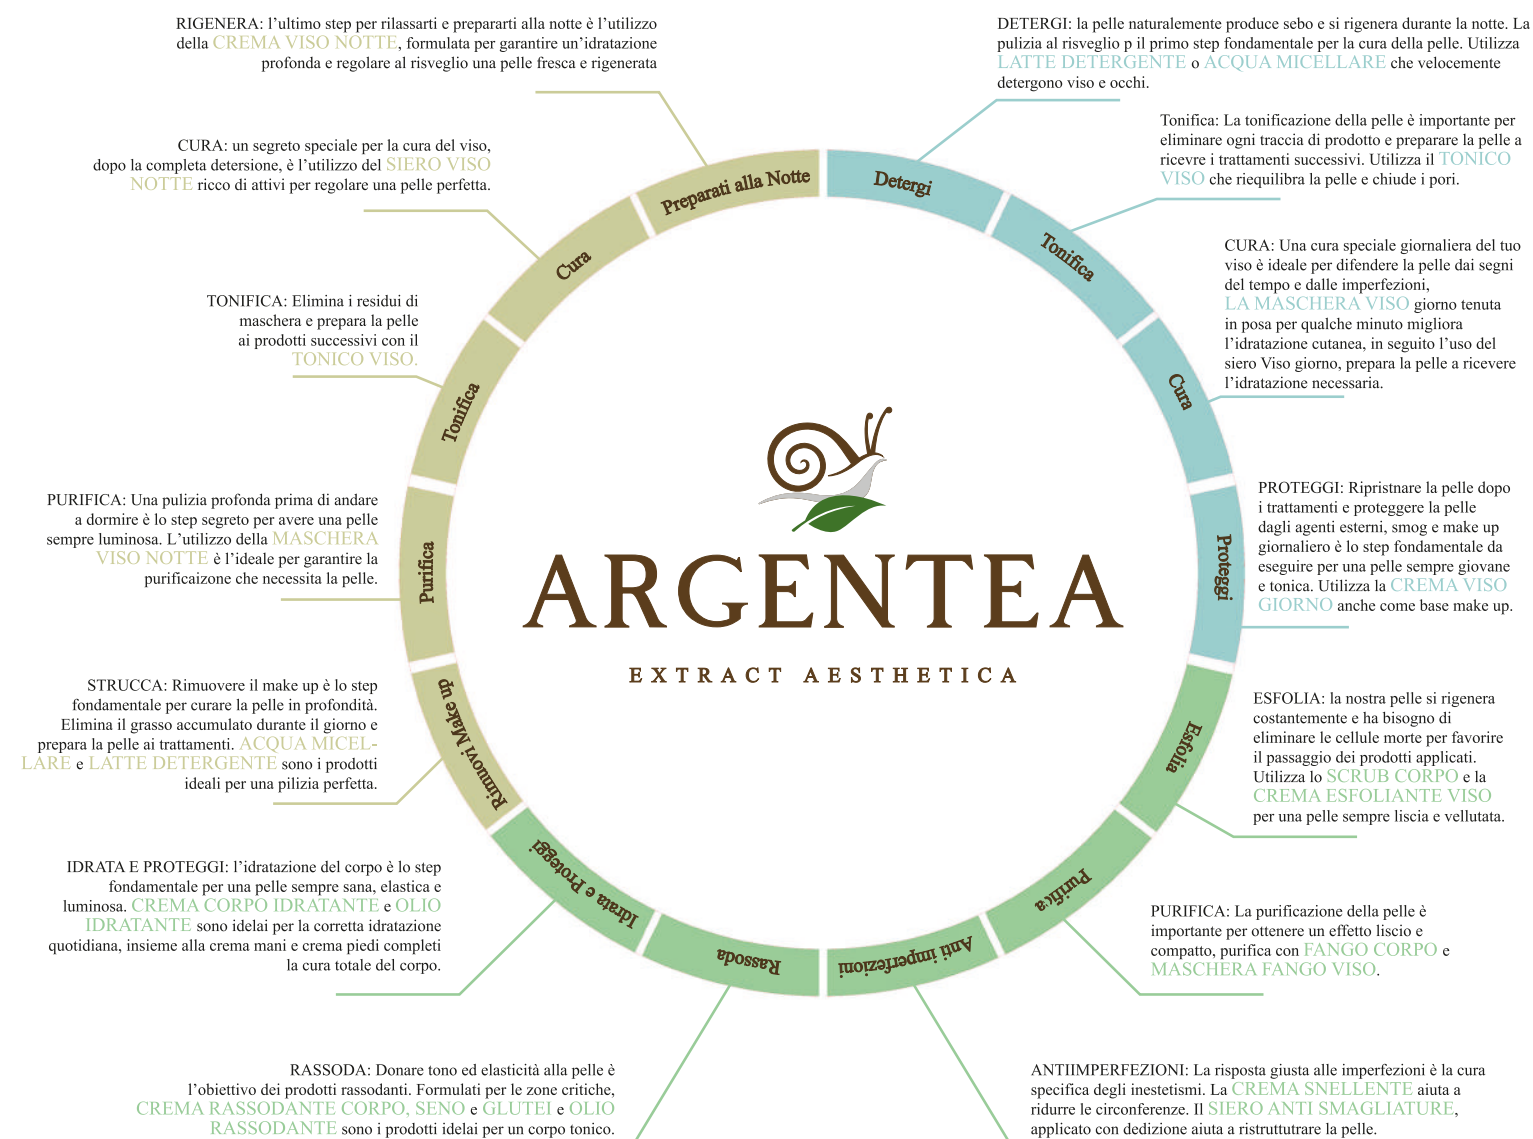 RIGENERA: l’ultimo step per rilassarti e prepararti alla notte è l’utilizzo
della CREMA VISO NOTTE, formulata per garantire un’idratazione
profonda e regolare al risveglio una pelle fresca e rigenerata
DETERGI: la pelle naturalemente produce sebo e si rigenera durante la notte. La
pulizia al risveglio p il primo step fondamentale per la cura della pelle. Utilizza
LATTE DETERGENTE o ACQUA MICELLARE che velocemente
detergono viso e occhi.
Tonifica: La tonificazione della pelle è importante per
eliminare ogni traccia di prodotto e preparare la pelle a
ricevre i trattamenti successivi. Utilizza il TONICO
VISO che riequilibra la pelle e chiude i pori.
CURA: un segreto speciale per la cura del viso,
dopo la completa detersione, è l’utilizzo del SIERO VISO
NOTTE ricco di attivi per regolare una pelle perfetta.
CURA: Una cura speciale giornaliera del tuo
viso è ideale per difendere la pelle dai segni
del tempo e dalle imperfezioni,
LA MASCHERA VISO giorno tenuta
in posa per qualche minuto migliora
l’idratazione cutanea, in seguito l’uso del
siero Viso giorno, prepara la pelle a ricevere
l’idratazione necessaria.
TONIFICA: Elimina i residui di
maschera e prepara la pelle
ai prodotti successivi con il
TONICO VISO.
PURIFICA: Una pulizia profonda prima di andare
a dormire è lo step segreto per avere una pelle
sempre luminosa. L’utilizzo della MASCHERA
VISO NOTTE è l’ideale per garantire la
purificaizone che necessita la pelle.
PROTEGGI: Ripristnare la pelle dopo
i trattamenti e proteggere la pelle
dagli agenti esterni, smog e make up
giornaliero è lo step fondamentale da
eseguire per una pelle sempre giovane
e tonica. Utilizza la CREMA VISO
GIORNO anche come base make up.
STRUCCA: Rimuovere il make up è lo step
fondamentale per curare la pelle in profondità.
Elimina il grasso accumulato durante il giorno e
prepara la pelle ai trattamenti. ACQUA MICEL-
LARE e LATTE DETERGENTE sono i prodotti
ideali per una pilizia perfetta.
ESFOLIA: la nostra pelle si rigenera
costantemente e ha bisogno di
eliminare le cellule morte per favorire
il passaggio dei prodotti applicati.
Utilizza lo SCRUB CORPO e la
CREMA ESFOLIANTE VISO
per una pelle sempre liscia e vellutata.
IDRATA E PROTEGGI: l’idratazione del corpo è lo step
fondamentale per una pelle sempre sana, elastica e
luminosa. CREMA CORPO IDRATANTE e OLIO
IDRATANTE sono idelai per la corretta idratazione
quotidiana, insieme alla crema mani e crema piedi completi
la cura totale del corpo.
PURIFICA: La purificazione della pelle è
importante per ottenere un effetto liscio e
compatto, purifica con FANGO CORPO e
MASCHERA FANGO VISO.
RASSODA: Donare tono ed elasticità alla pelle è
l’obiettivo dei prodotti rassodanti. Formulati per le zone critiche,
CREMA RASSODANTE CORPO, SENO e GLUTEI e OLIO
RASSODANTE sono i prodotti idelai per un corpo tonico.
ANTIIMPERFEZIONI: La risposta giusta alle imperfezioni è la cura
specifica degli inestetismi. La CREMA SNELLENTE aiuta a
ridurre le circonferenze. Il SIERO ANTI SMAGLIATURE,
applicato con dedizione aiuta a ristruttutrare la pelle.
Detergi
Tonifica
Cura
Proteggi
Esfolia
Purifica
Anti imperfezioni
Rassoda
Idrata e Proteggi
Rimuovi Make up
Purifica
Tonifica
Cura
Preparati alla Notte
ARGENTEA
EXTRACT AESTHETICA